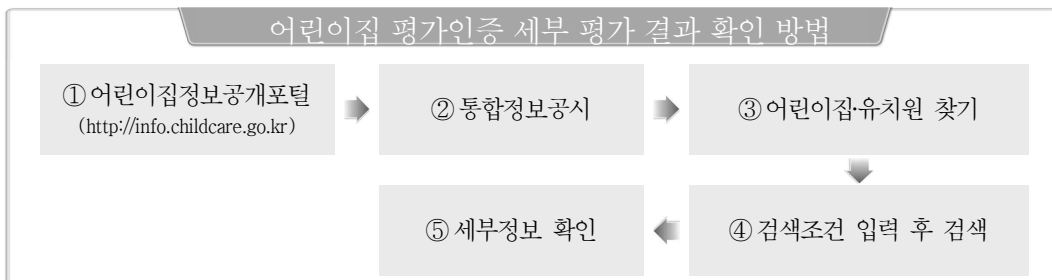 어린이집 평가인증 세부 평가 결과 확인 방법
① 어린이집정보공개포털
(http://info.childcare.go.kr)
② 통합정보공시
③ 어린이집·유치원 찾기
④ 검색조건 입력 후 검색
⑤ 세부정보 확인